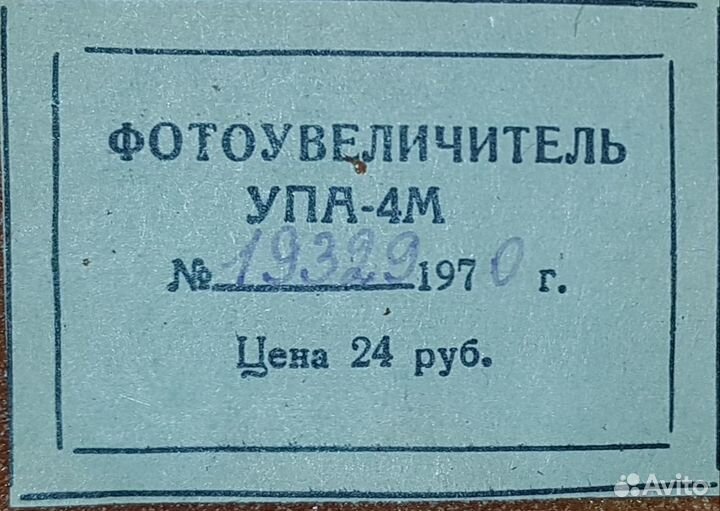 ФОТОУВЕЛИЧИТЕЛЬ
УПА-4М
№ 19329 1970 г.
Цена 24 руб.
Avito